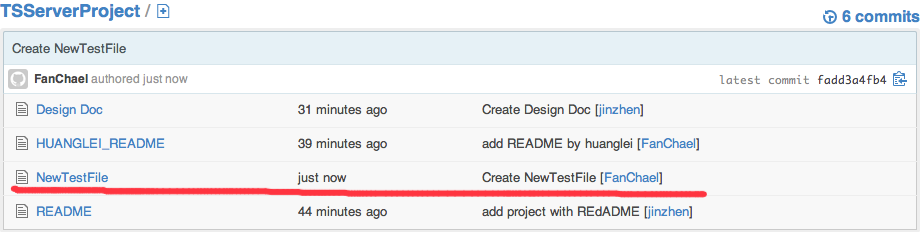 TSServerProject /
6 commits
Create NewTestFile
FanChael authored just now
latest commit fadd3a4fb4
Design Doc 31 minutes ago Create Design Doc [jinzhen]
HUANGLEI_README 39 minutes ago add README by huanglei [FanChael]
NewTestFile just now Create NewTestFile [FanChael]
README 44 minutes ago add project with REdADME [jinzhen]